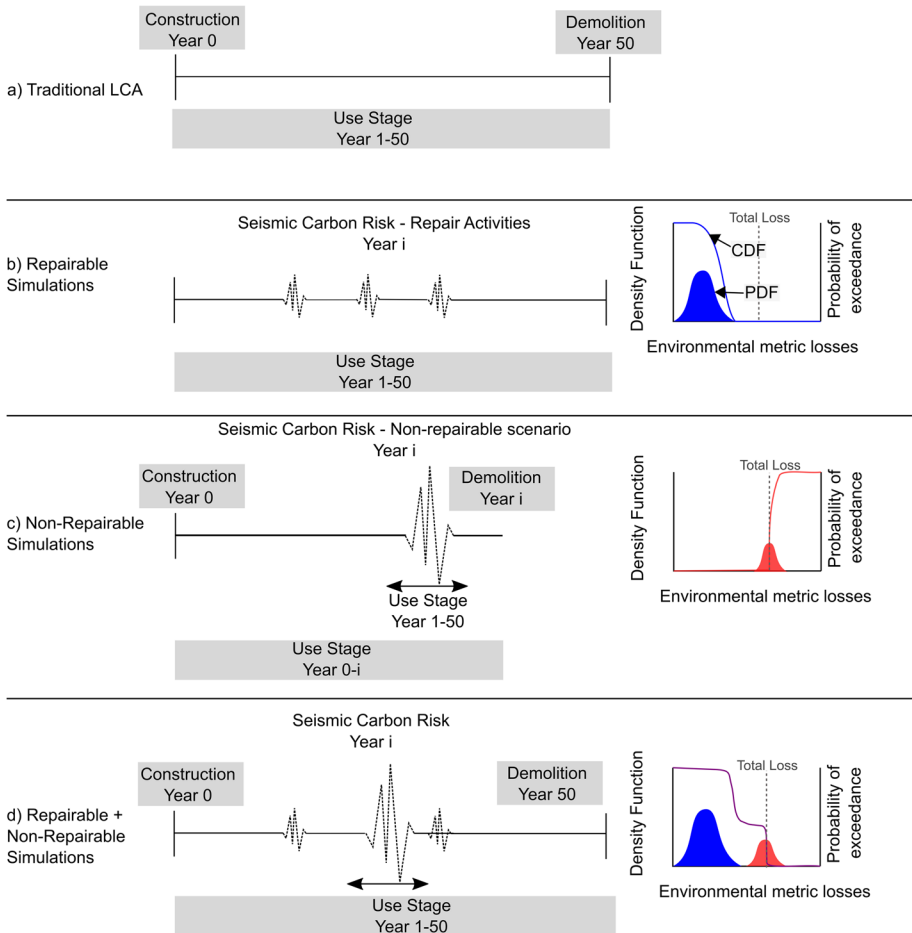 Construction
Year 0
Demolition
Year 50
a) Traditional LCA
Use Stage
Year 1-50
Seismic Carbon Risk - Repair Activities
Year i
b) Repairable
Simulations
Use Stage
Year 1-50
Density Function
Total Loss
CDF
PDF
Probability of
exceedance
Environmental metric losses
Seismic Carbon Risk - Non-repairable scenario
Year i
Construction
Year 0
Demolition
Year i
c) Non-Repairable
Simulations
Use Stage
Year 1-50
Use Stage
Year 0-i
Density Function
Total Loss
Probability of
exceedance
Environmental metric losses
Seismic Carbon Risk
Year i
Construction
Year 0
Demolition
Year 50
d) Repairable +
Non-Repairable
Simulations
Use Stage
Year 1-50
Density Function
Total Loss
Probability of
exceedance
Environmental metric losses